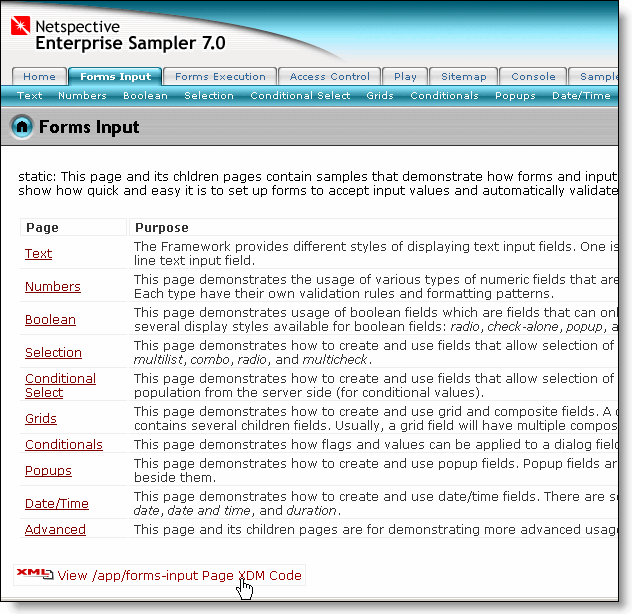 Netspective
Enterprise Sampler 7.0
Home Forms Input Forms Execution Access Control Play Sitemap Console Sample
Text Numbers Boolean Selection Conditional Select Grids Conditionals Popups Date/Time
Forms Input
static: This page and its chldren pages contain samples that demonstrate how forms and input
show how quick and easy it is to set up forms to accept input values and automatically validate
Page Purpose
Text The Framework provides different styles of displaying text input fields. One is
line text input field.
Numbers This page demonstrates the usage of various types of numeric fields that are
Each type have their own validation rules and formatting patterns.
Boolean This page demonstrates usage of boolean fields which are fields that can onl
several display styles available for boolean fields: radio, check-alone, popup, a
Selection This page demonstrates how to create and use fields that allow selection of
multilist, combo, radio, and multicheck.
Conditional This page demonstrates how to create and use fields that allow selection of
Select population from the server side (for conditional values).
Grids This page demonstrates how to create and use grid and composite fields. A
contains several children fields. Usually, a grid field will have multiple compos
Conditionals This page demonstrates how flags and values can be applied to a dialog field
Popups This page demonstrates how to create and use popup fields. Popup fields ar
beside them.
Date/Time This page demonstrates how to create and use date/time fields. There are s
date, date and time, and duration.
Advanced This page and its children pages are for demonstrating more advanced usag
XML View /app/forms-input Page XDM Code